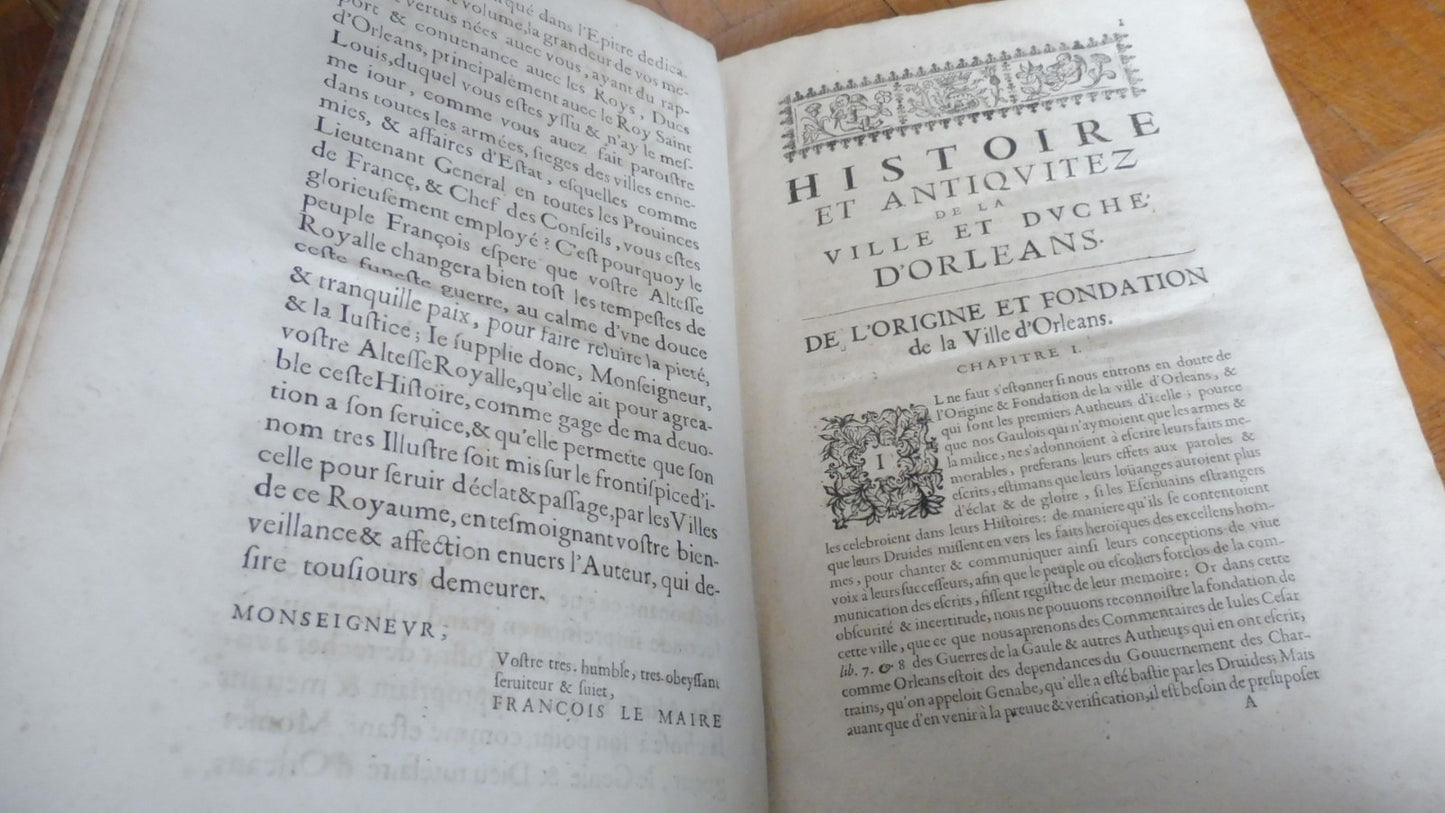 qué dans l'Epitre dedica-
volume, la grandeur de vos me-
vertus nées auec vous, ayant du rap-
port & conuenance auec les Roys, Ducs
d'Orleans, principalement auec le Roy Saint
Louis, duquel vous estes yſſu & n'ay le meſ-
me iour, comme vous auez fait paroiſtre
dans toutes les armées, ſieges des villes enne-
mies, & affaires d'Eſtat, eſquelles comme
Lieutenant General en toutes les Prouinces
de France, & Chef des Conſeils, vous eſtes
glorieuſement employé? C'eſt pourquoy le
peuple François eſpere que voſtre Alteſſe
Royalle changera bien toſt les tempeſtes de
ceſte funeſte guerre, au calme d'vne douce
& tranquille paix, pour faire reluire la pieté,
& la Iuſtice; Ie ſupplie donc, Monſeigneur,
voſtre Alteſſe Royalle, qu'elle ait pour agrea-
ble ceſte Hiſtoire, comme gage de ma deuo-
tion a ſon ſeruice, & qu'elle permette que ſon
nom tres Illuſtre ſoit mis ſur le frontiſpice d'i-
celle pour ſeruir d'éclat & paſſage, par les Villes
de ce Royaume, en teſmoignant voſtre bien-
veillance & affection enuers l'Auteur, qui de-
ſire touſiours demeurer.
MONSEIGNEVR,
Voſtre tres-humble, tres-obeyſſant
ſeruiteur & ſuiet,
FRANÇOIS LE MAIRE
1
HISTOIRE
ET ANTIQVITEZ
DE LA
VILLE ET DVCHÉ
D'ORLEANS.
DE L'ORIGINE ET FONDATION
de la Ville d'Orleans.
CHAPITRE I.
IL ne faut s'eſtonner ſi nous entrons en doute de
l'Origine & Fondation de la ville d'Orleans, &
qui ſont les premiers Autheurs d'icelle; pource
que nos Gaulois qui n'aymoient que les armes &
la milice, ne s'adonnoient à eſcrire leurs faits me-
morables, preferans leurs effets aux paroles &
eſcrits, eſtimans que leurs loüanges auroient plus
d'éclat & de gloire, ſi les Eſcriuains eſtrangers
les celebroient dans leurs Hiſtoires: de maniere qu'ils ſe contentoient
que leurs Druides miſſent en vers les faits heroïques des excellens hom-
mes, pour chanter & communiquer ainſi leurs conceptions de viue
voix à leurs ſucceſſeurs, afin que le peuple ou eſcoliers forclos de la com-
munication des eſcrits, fiſſent regiſtre de leur memoire: Or dans cette
obſcurité & incertitude, nous ne pouuons reconnoiſtre la fondation de
cette ville, que ce que nous aprenons des Commentaires de Iules Ceſar
lib. 7. & 8 des Guerres de la Gaule & autres Autheurs qui en ont eſcrit,
comme Orleans eſtoit des dependances du Gouuernement des Char-
trains, qu'on appeloit Genabe, qu'elle a eſté baſtie par les Druides; Mais
auant que d'en venir à la preuue & verification, il eſt beſoin de preſupoſer
A